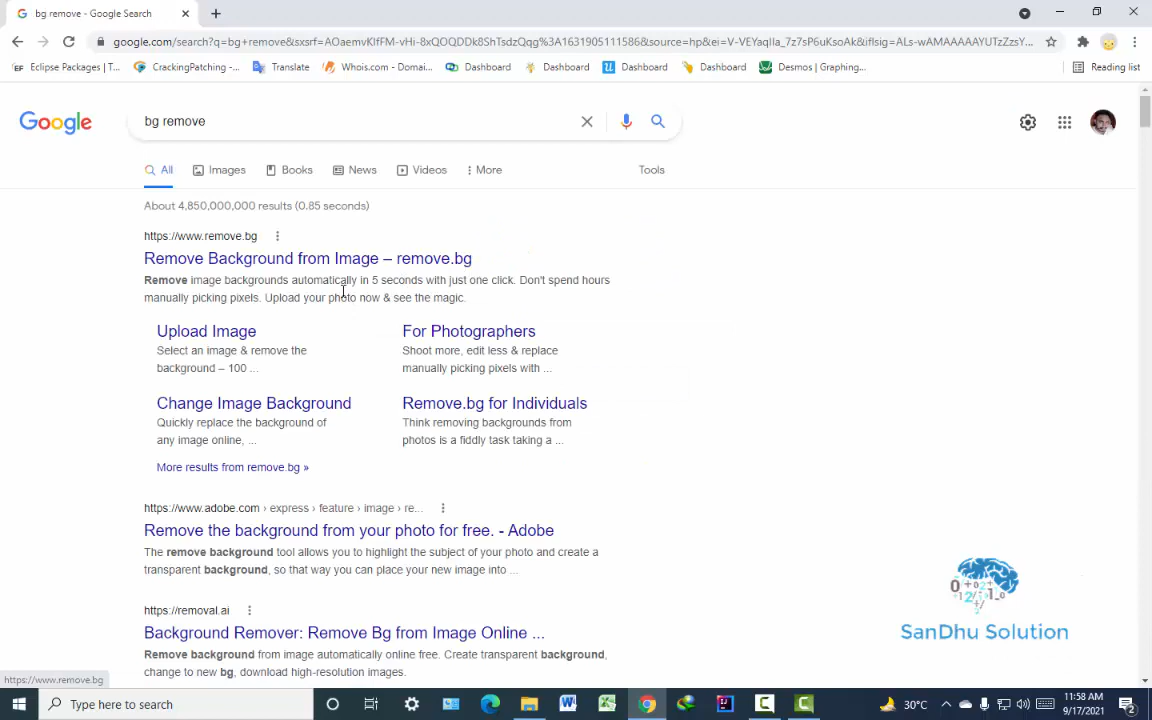 bg remove - Google Search
google.com/search?q=bg+remove&sxsrf=AOaemvKIfFM-vHi-8xQOQDDk8ShTsdzQqg%3A1631905111586&source=hp&ei=V-VEYaqIIa_7z7sP6uKsoAk&iflsig=ALs-wAMAAAAAYUTzZzsY...
Eclipse Packages | T...
CrackingPatching -...
Translate
Whois.com - Domai...
Dashboard
Dashboard
Dashboard
Dashboard
Desmos | Graphing...
Reading list
Google
bg remove
All
Images
Books
News
Videos
More
Tools
About 4,850,000,000 results (0.85 seconds)
https://www.remove.bg
Remove Background from Image – remove.bg
Remove image backgrounds automatically in 5 seconds with just one click. Don't spend hours
manually picking pixels. Upload your photo now & see the magic.
Upload Image
Select an image & remove the
background – 100 ...
For Photographers
Shoot more, edit less & replace
manually picking pixels with ...
Change Image Background
Quickly replace the background of
any image online, ...
Remove.bg for Individuals
Think removing backgrounds from
photos is a fiddly task taking a ...
More results from remove.bg »
https://www.adobe.com › express › feature › image › re...
Remove the background from your photo for free. - Adobe
The remove background tool allows you to highlight the subject of your photo and create a
transparent background, so that way you can place your new image into ...
https://removal.ai
Background Remover: Remove Bg from Image Online ...
Remove background from image automatically online free. Create transparent background,
change to new bg, download high-resolution images.
SanDhu Solution
https://www.remove.bg
Type here to search
30°C
11:58 AM
9/17/2021
2